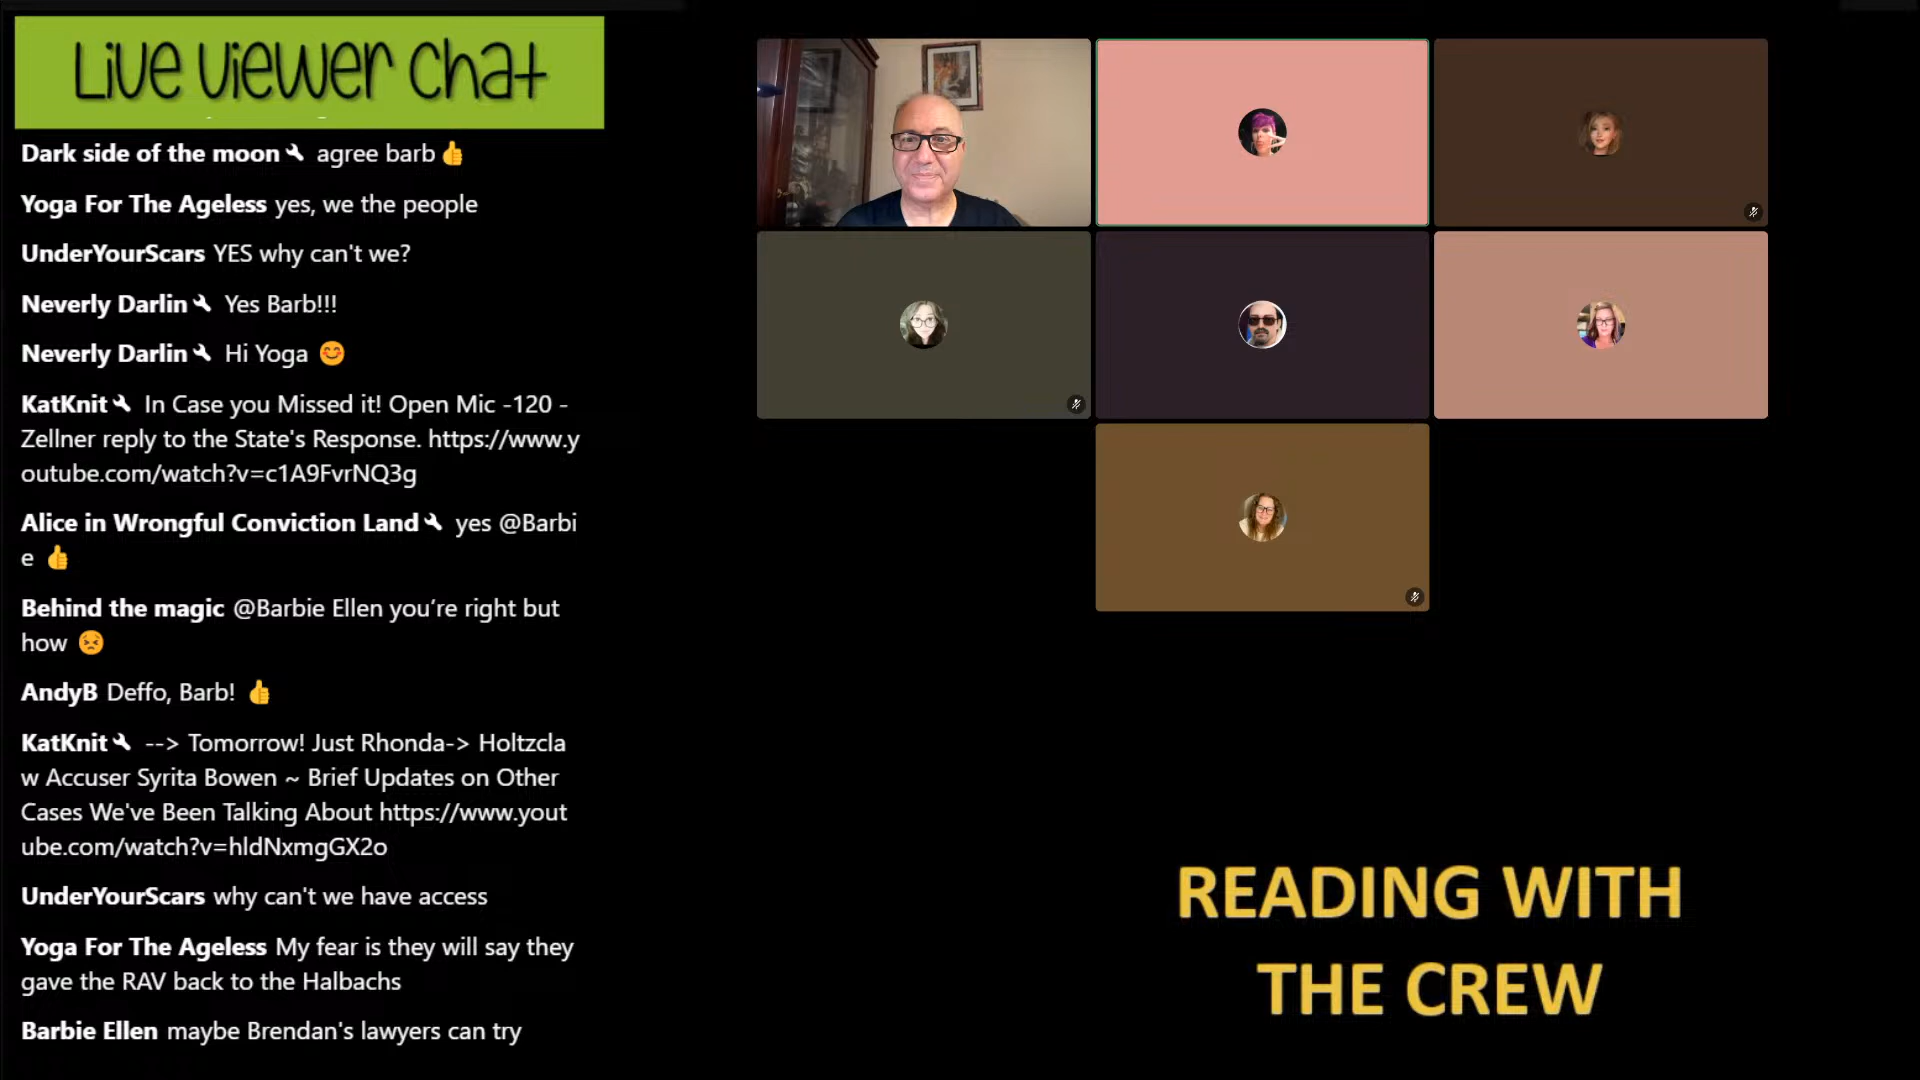 Live Viewer Chat
Dark side of the moon agree barb👍
Yoga For The Ageless yes, we the people
UnderYourScars YES why can't we?
Neverly Darlin Yes Barb!!!
Neverly Darlin Hi Yoga 😊
KatKnit In Case you Missed it! Open Mic -120 -
Zellner reply to the State's Response. https://www.y
outube.com/watch?v=c1A9FvrNQ3g
Alice in Wrongful Conviction Land yes @Barbi
e 👍
Behind the magic @Barbie Ellen you’re right but
how 😣
AndyB Deffo, Barb! 👍
KatKnit --> Tomorrow! Just Rhonda-> Holtzcla
w Accuser Syrita Bowen ~ Brief Updates on Other
Cases We've Been Talking About https://www.yout
ube.com/watch?v=hldNxmgGX2o
UnderYourScars why can't we have access
Yoga For The Ageless My fear is they will say they
gave the RAV back to the Halbachs
Barbie Ellen maybe Brendan's lawyers can try
READING WITH
THE CREW